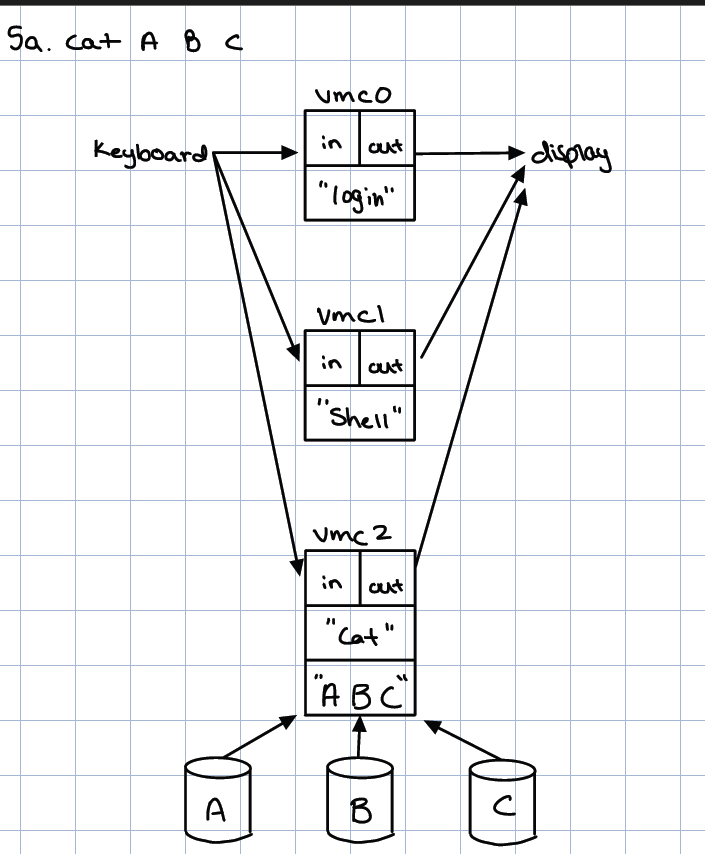 5a. Cat A B C
vmc0
Keyboard in out display
"login"
vmc1
in out
"Shell"
vmc2
in out
"Cat"
"A B C"
A B C